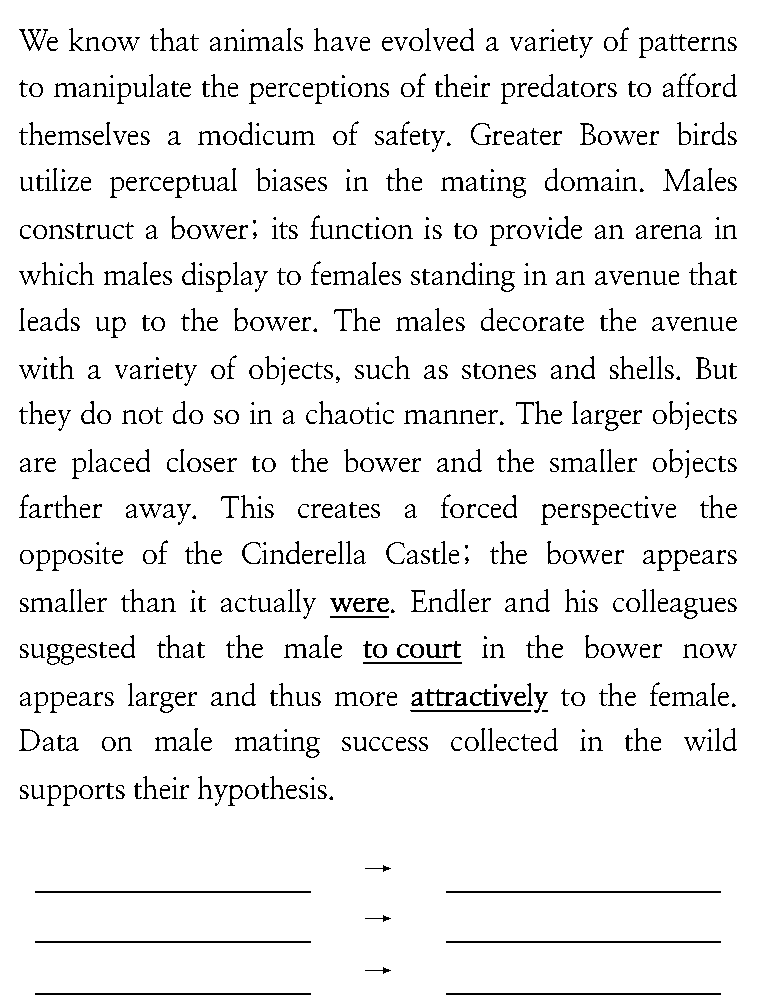 We know that animals have evolved a variety of patterns
to manipulate the perceptions of their predators to afford
themselves a modicum of safety. Greater Bower birds
utilize perceptual biases in the mating domain. Males
construct a bower; its function is to provide an arena in
which males display to females standing in an avenue that
leads up to the bower. The males decorate the avenue
with a variety of objects, such as stones and shells. But
they do not do so in a chaotic manner. The larger objects
are placed closer to the bower and the smaller objects
farther away. This creates a forced perspective the
opposite of the Cinderella Castle; the bower appears
smaller than it actually were. Endler and his colleagues
suggested that the male to court in the bower now
appears larger and thus more attractively to the female.
Data on male mating success collected in the wild
supports their hypothesis.
→
→
→